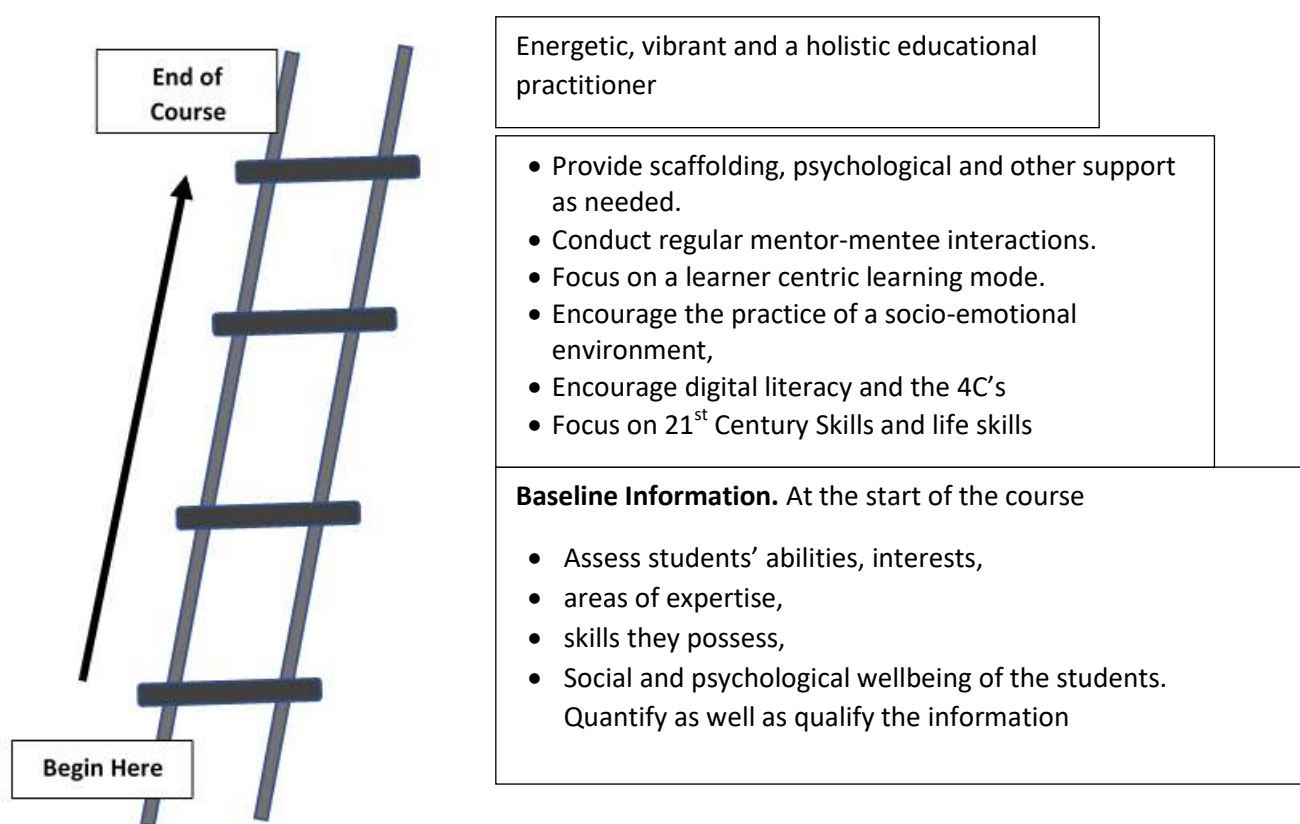 End of
Course
Energetic, vibrant and a holistic educational
practitioner
• Provide scaffolding, psychological and other support
as needed.
• Conduct regular mentor-mentee interactions.
• Focus on a learner centric learning mode.
• Encourage the practice of a socio-emotional
environment,
• Encourage digital literacy and the 4C’s
• Focus on 21st Century Skills and life skills
Baseline Information. At the start of the course
• Assess students’ abilities, interests,
• areas of expertise,
• skills they possess,
• Social and psychological wellbeing of the students.
Quantify as well as qualify the information
Begin Here